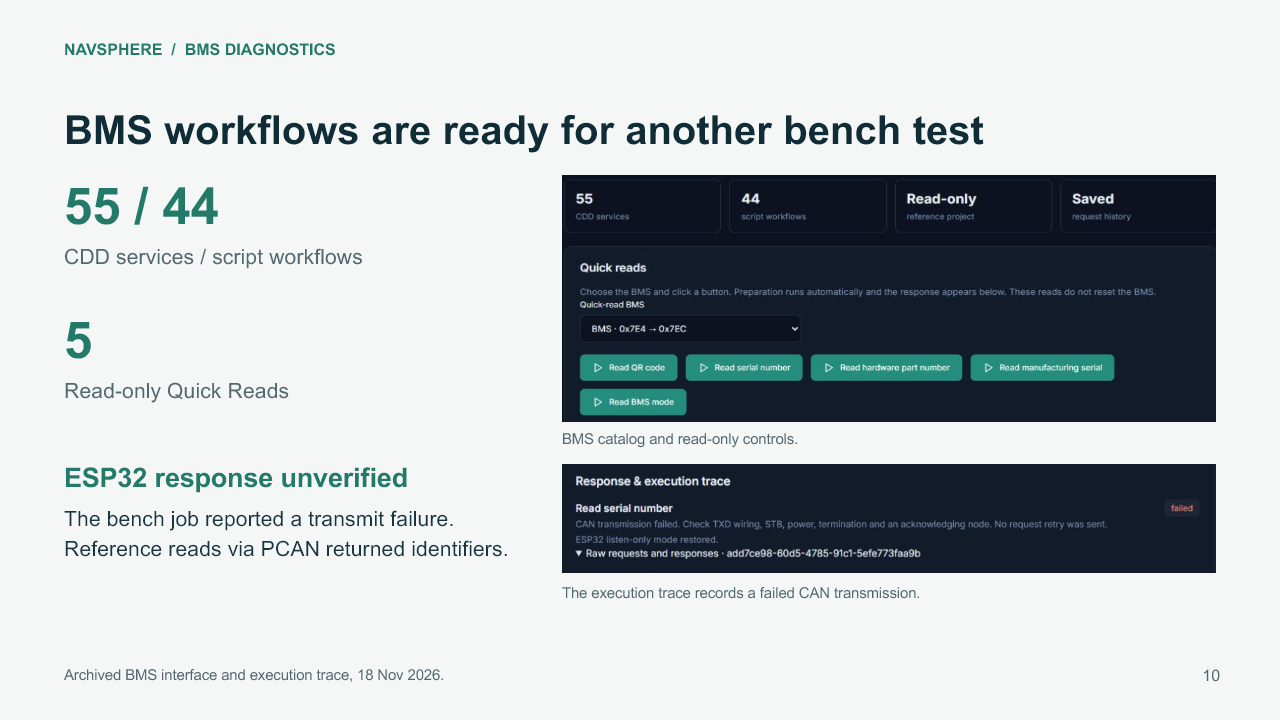 NAVSPHERE / BMS DIAGNOSTICS
BMS workflows are ready for another bench test
55 / 44
CDD services / script workflows
5
Read-only Quick Reads
ESP32 response unverified
The bench job reported a transmit failure.
Reference reads via PCAN returned identifiers.
55
CDD services
44
script workflows
Read-only
reference project
Saved
request history
Quick reads
Choose the BMS and click a button. Preparation runs automatically and the response appears below. These reads do not reset the BMS.
Quick-read BMS
BMS · 0x7E4 → 0x7EC
Read QR code
Read serial number
Read hardware part number
Read manufacturing serial
Read BMS mode
BMS catalog and read-only controls.
Response & execution trace
Read serial number
failed
CAN transmission failed. Check TXD wiring, STB, power, termination and an acknowledging node. No request retry was sent.
ESP32 listen-only mode restored.
▼ Raw requests and responses · add7ce98-60d5-4785-91c1-5efe773faa9b
The execution trace records a failed CAN transmission.
Archived BMS interface and execution trace, 18 Nov 2026.
10